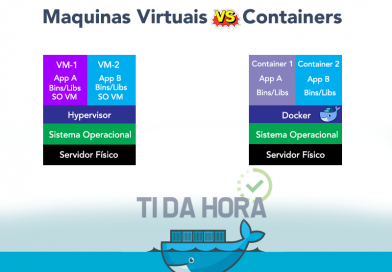 Maquinas Virtuais VS Containers
VM-1
App A
Bins/Libs
SO VM
VM-2
App B
Bins/Libs
SO VM
Hypervisor
Sistema Operacional
Servidor Físico
Container 1
App A
Bins/Libs
Container 2
App B
Bins/Libs
Docker
Sistema Operacional
Servidor Físico
TI DA HORA